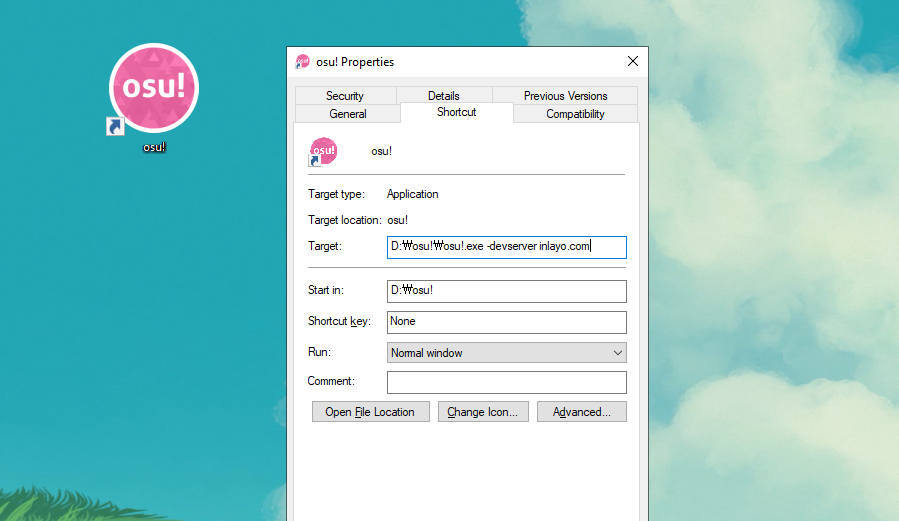 osu!
osu!
osu! Properties
Security Details Previous Versions
General Shortcut Compatibility
osu!
osu!
Target type: Application
Target location: osu!
Target: D:₩osu!₩osu!.exe -devserver inlayo.com
Start in: D:₩osu!
Shortcut key: None
Run: Normal window
Comment:
Open File Location Change Icon... Advanced...